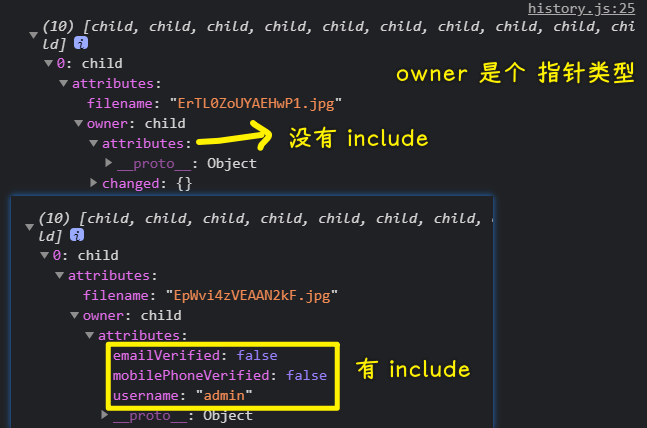 history.js:25
(10) [child, child, child, child, child, child, child, child, child, chi
ld] i
0: child
attributes:
owner 是个 指针类型
filename: "ErTL0ZoUYAEHwP1.jpg"
owner: child
attributes:
没有 include
__proto__: Object
changed: {}
(10) [child, child, child, child, child, child, child, c
ld] i
0: child
attributes:
filename: "EpWvi4zVEAAN2kF.jpg"
owner: child
attributes:
emailVerified: false
mobilePhoneVerified: false
有 include
username: "admin"
__proto__: Object